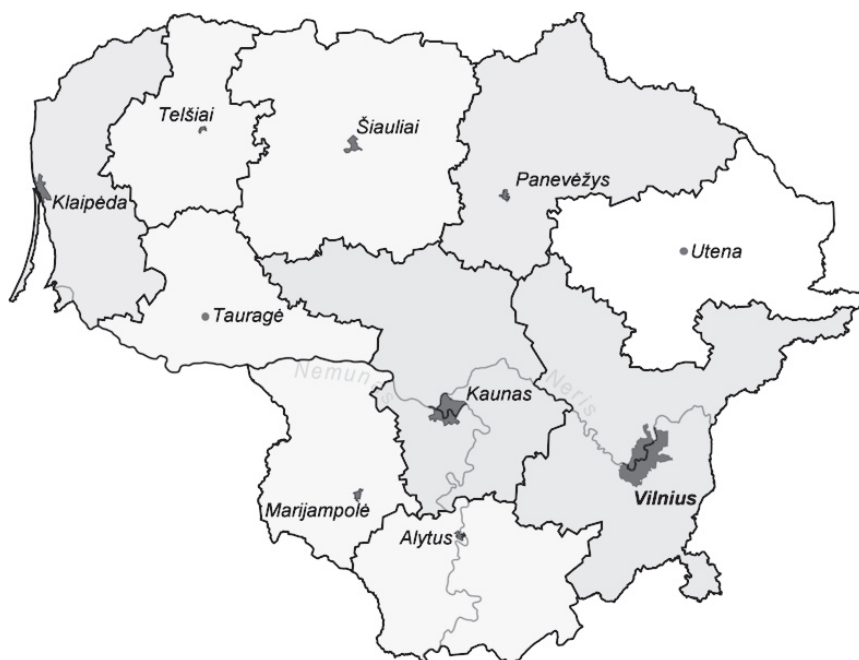 Telšiai
Šiauliai
Panevėžys
Klaipėda
Utena
Tauragė
Nemunas
Neris
Kaunas
Vilnius
Marijampolė
Alytus